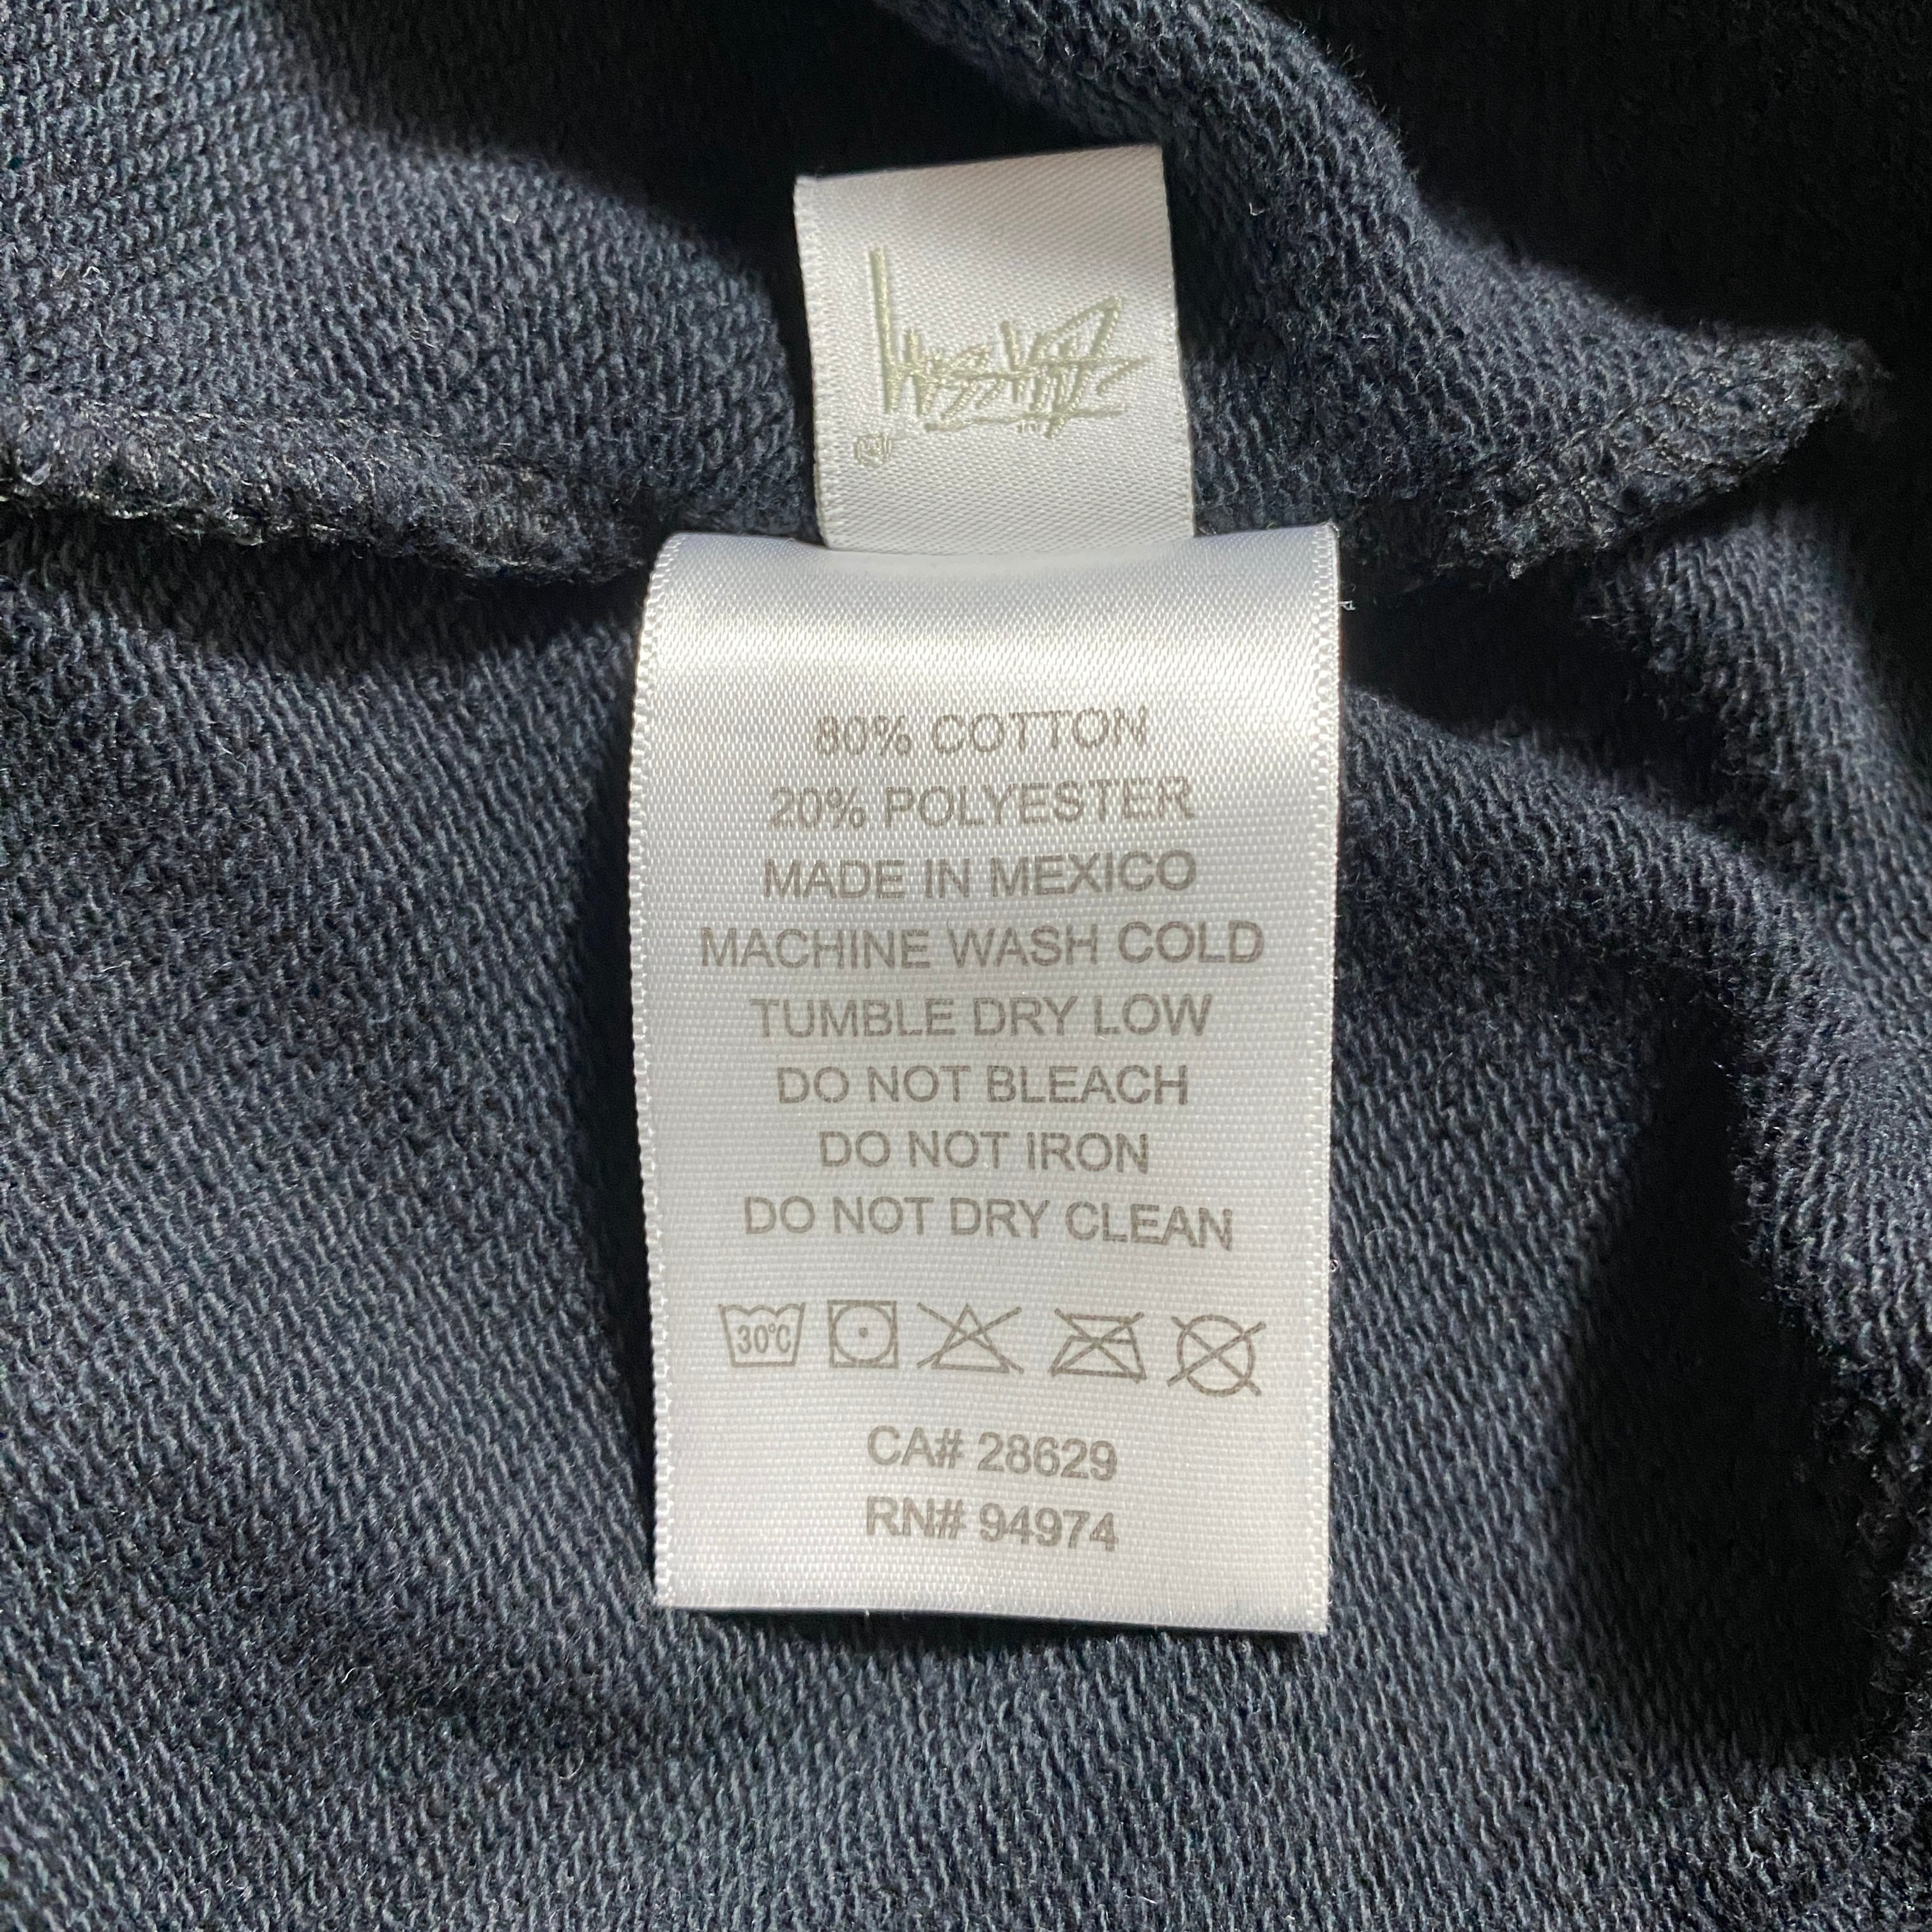 80% COTTON
20% POLYESTER
MADE IN MEXICO
MACHINE WASH COLD
TUMBLE DRY LOW
DO NOT BLEACH
DO NOT IRON
DO NOT DRY CLEAN
30°C
CA# 28629
RN# 94974